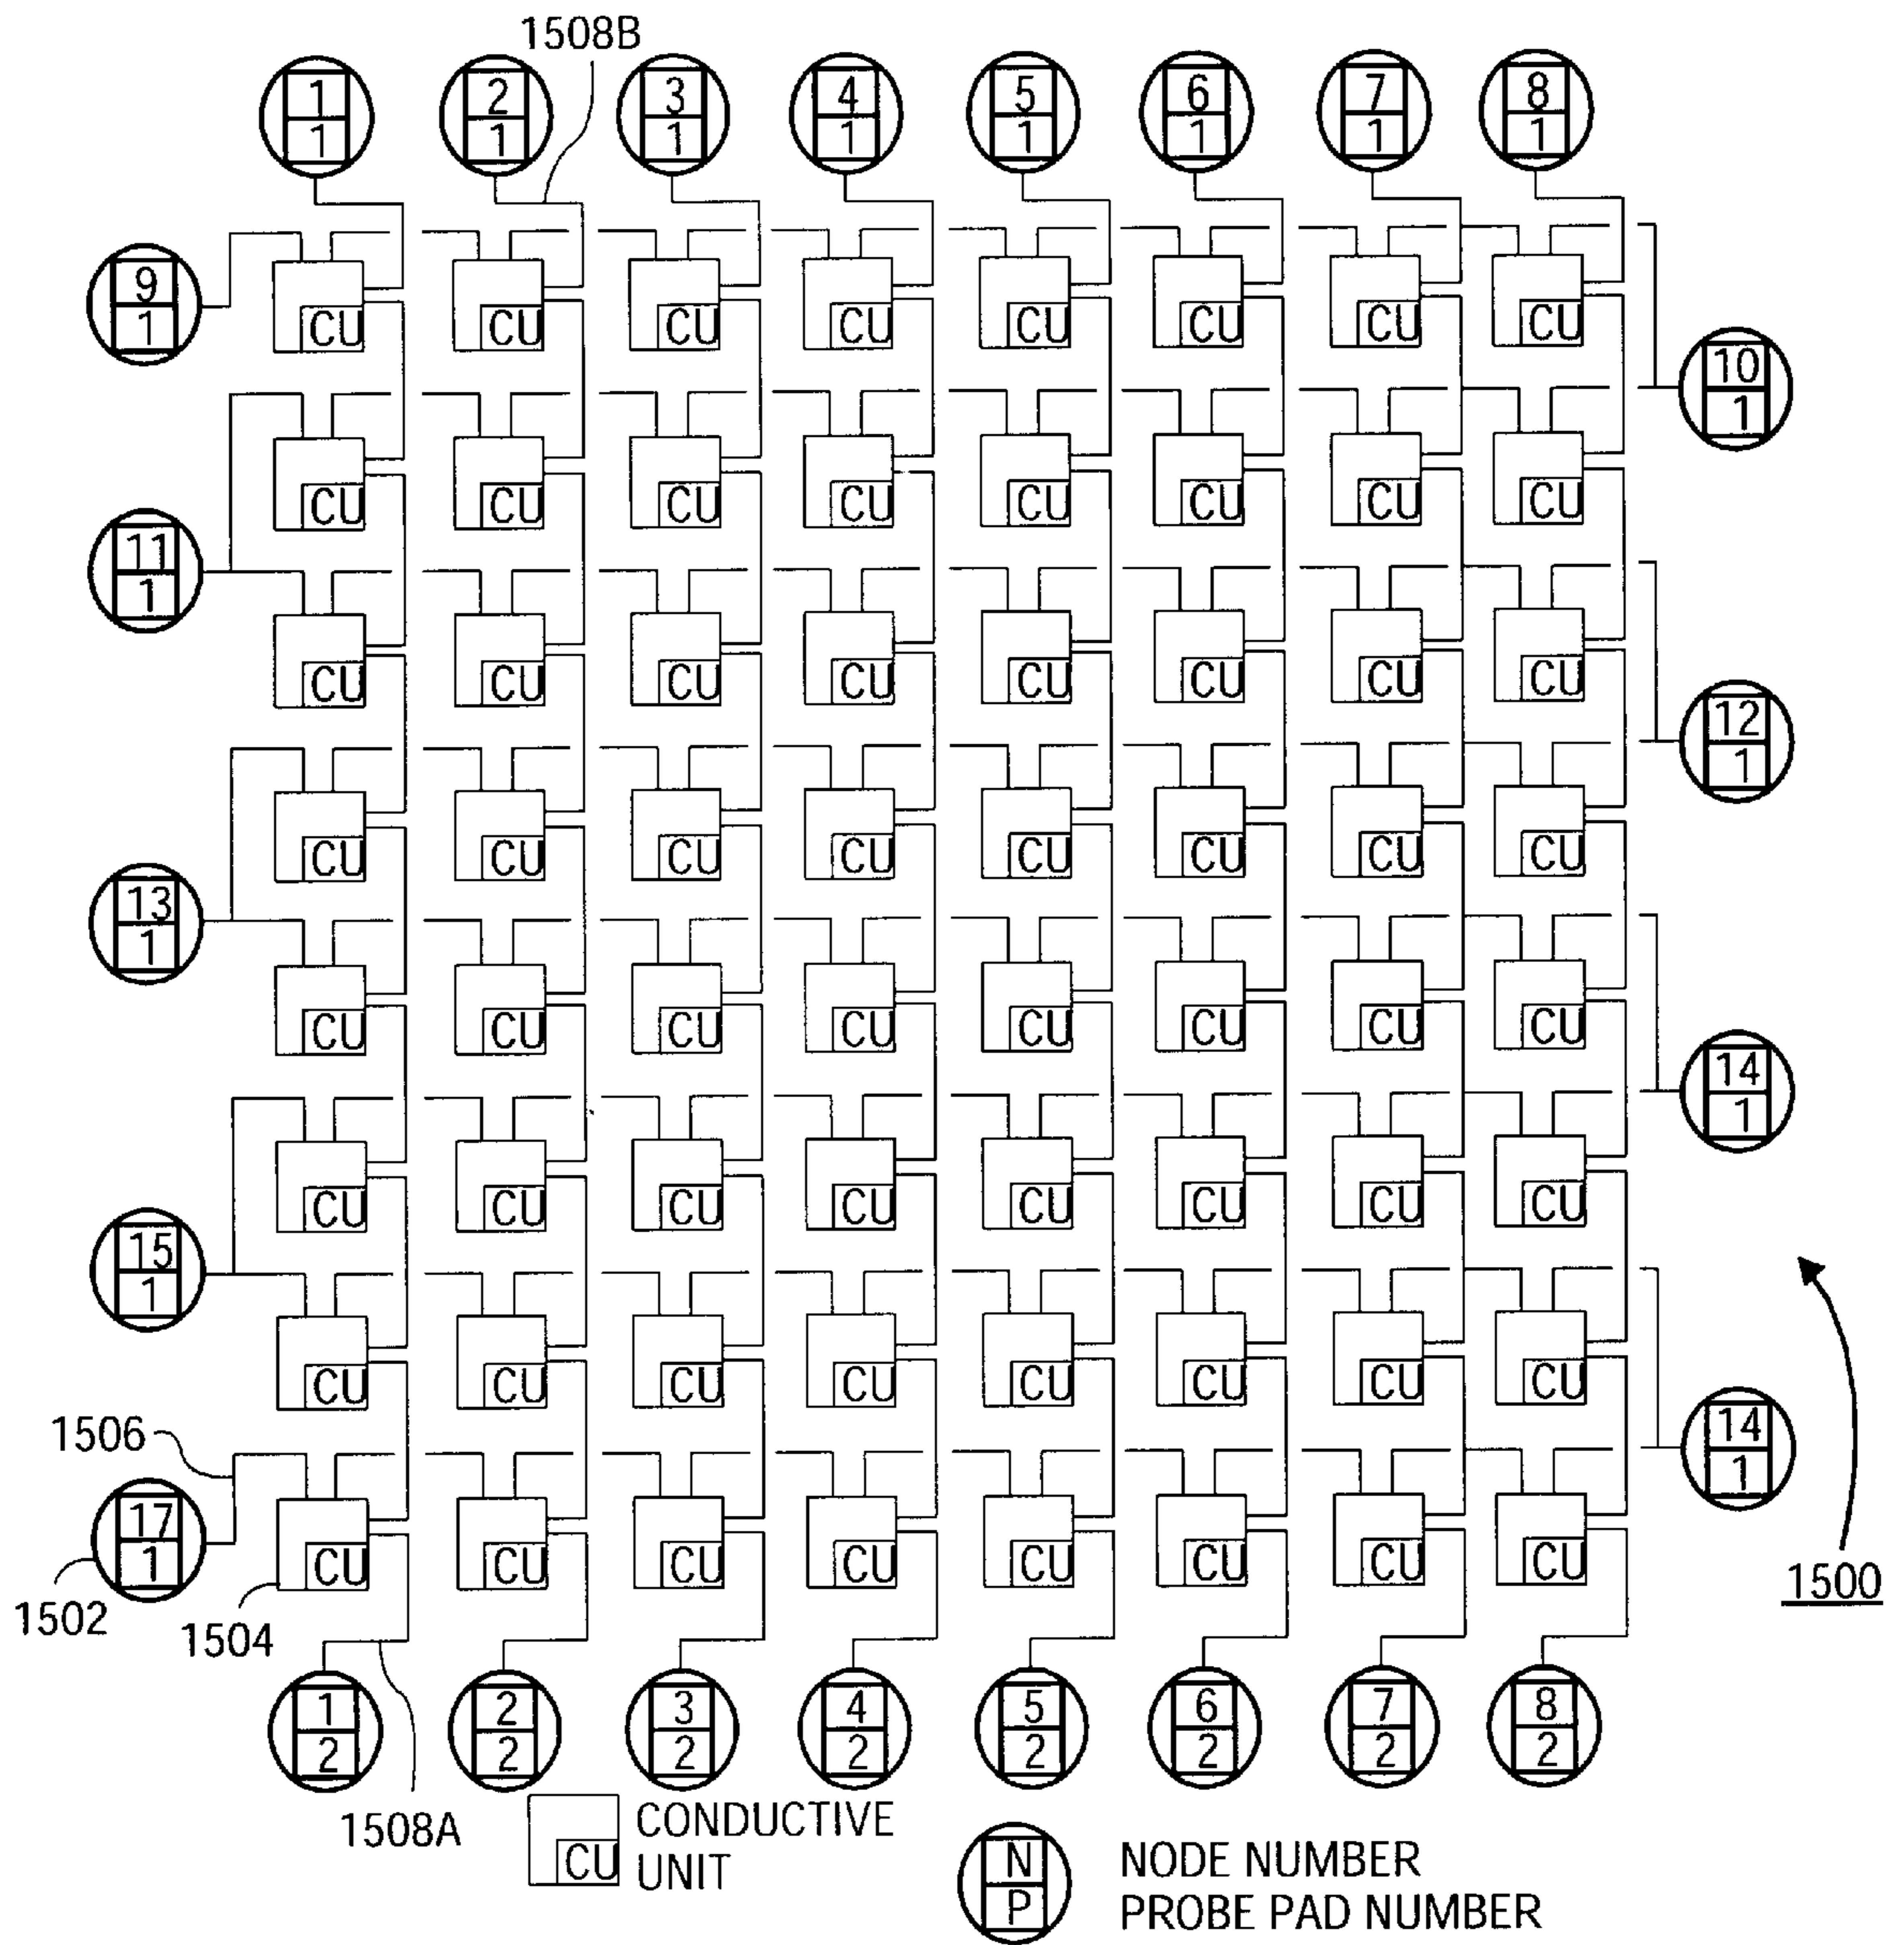 1508B
1 2 3 4 5 6 7 8
1 1 1 1 1 1 1 1
9
1
CU CU CU CU CU CU CU CU
10
1
CU CU CU CU CU CU CU CU
11
1
CU CU CU CU CU CU CU CU
12
1
CU CU CU CU CU CU CU CU
13
1
CU CU CU CU CU CU CU CU
14
1
CU CU CU CU CU CU CU CU
15
1
CU CU CU CU CU CU CU CU
14
1
1506
17
1
CU CU CU CU CU CU CU CU
1500
1502
1504
1 2 3 4 5 6 7 8
2 2 2 2 2 2 2 2
1508A
CU
CONDUCTIVE
UNIT
N
P
NODE NUMBER
PROBE PAD NUMBER